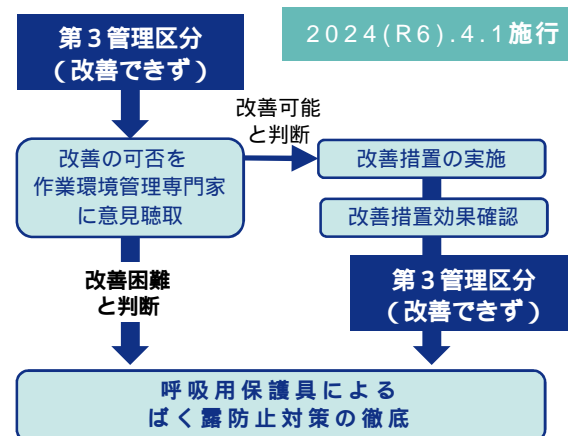 第３管理区分
（改善できず）
2024(R6).4.1施行
改善可能
と判断
改善の可否を
作業環境管理専門家
に意見聴取
改善措置の実施
改善措置効果確認
改善困難
と判断
第３管理区分
（改善できず）
呼吸用保護具による
ばく露防止対策の徹底